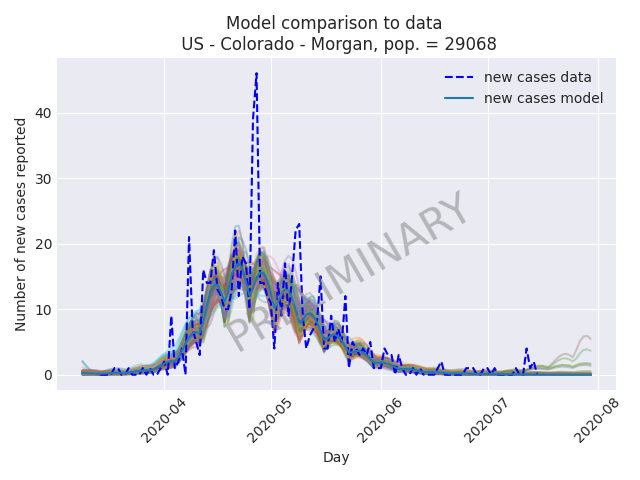 Model comparison to data
US - Colorado - Morgan, pop. = 29068
new cases data
new cases model
Number of new cases reported
40
30
20
10
0
PRELIMINARY
2020-04
2020-05
2020-06
2020-07
2020-08
Day